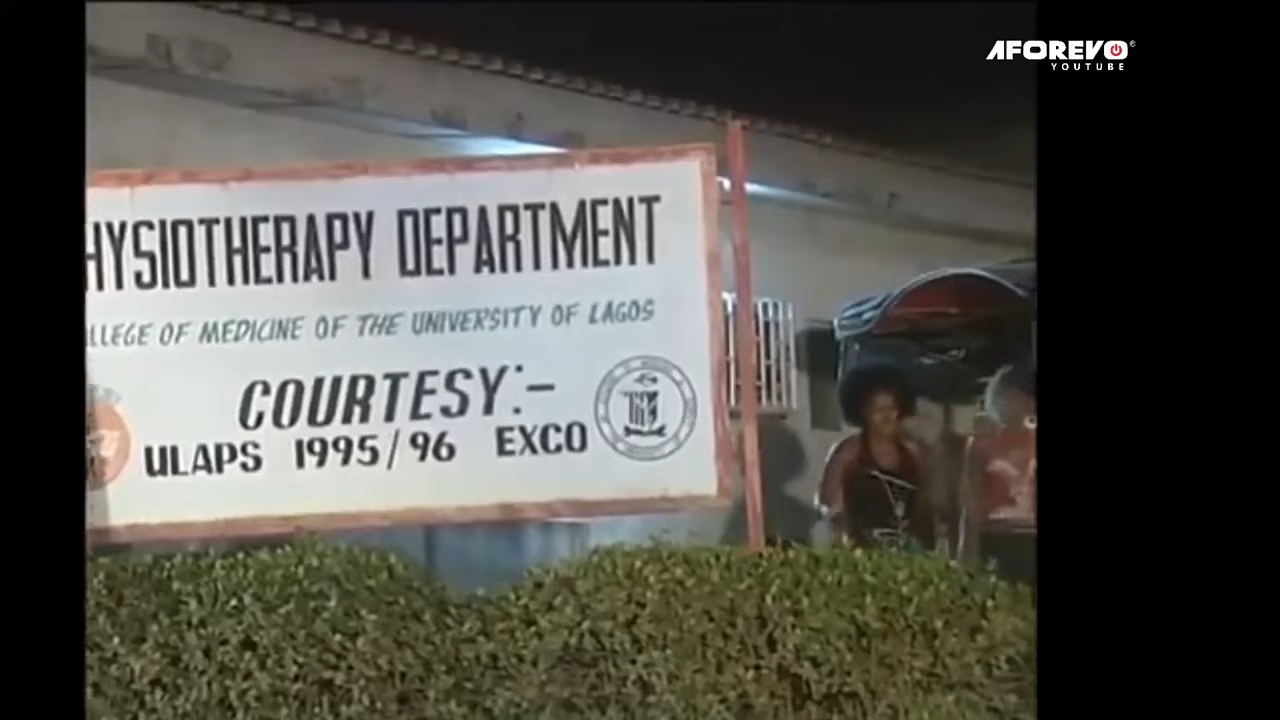 AFOREVO
YOUTUBE
HYSIOTHERAPY DEPARTMENT
LLEGE OF MEDICINE OF THE UNIVERSITY OF LAGOS
COURTESY:-
ULAPS 1995/96 EXCO